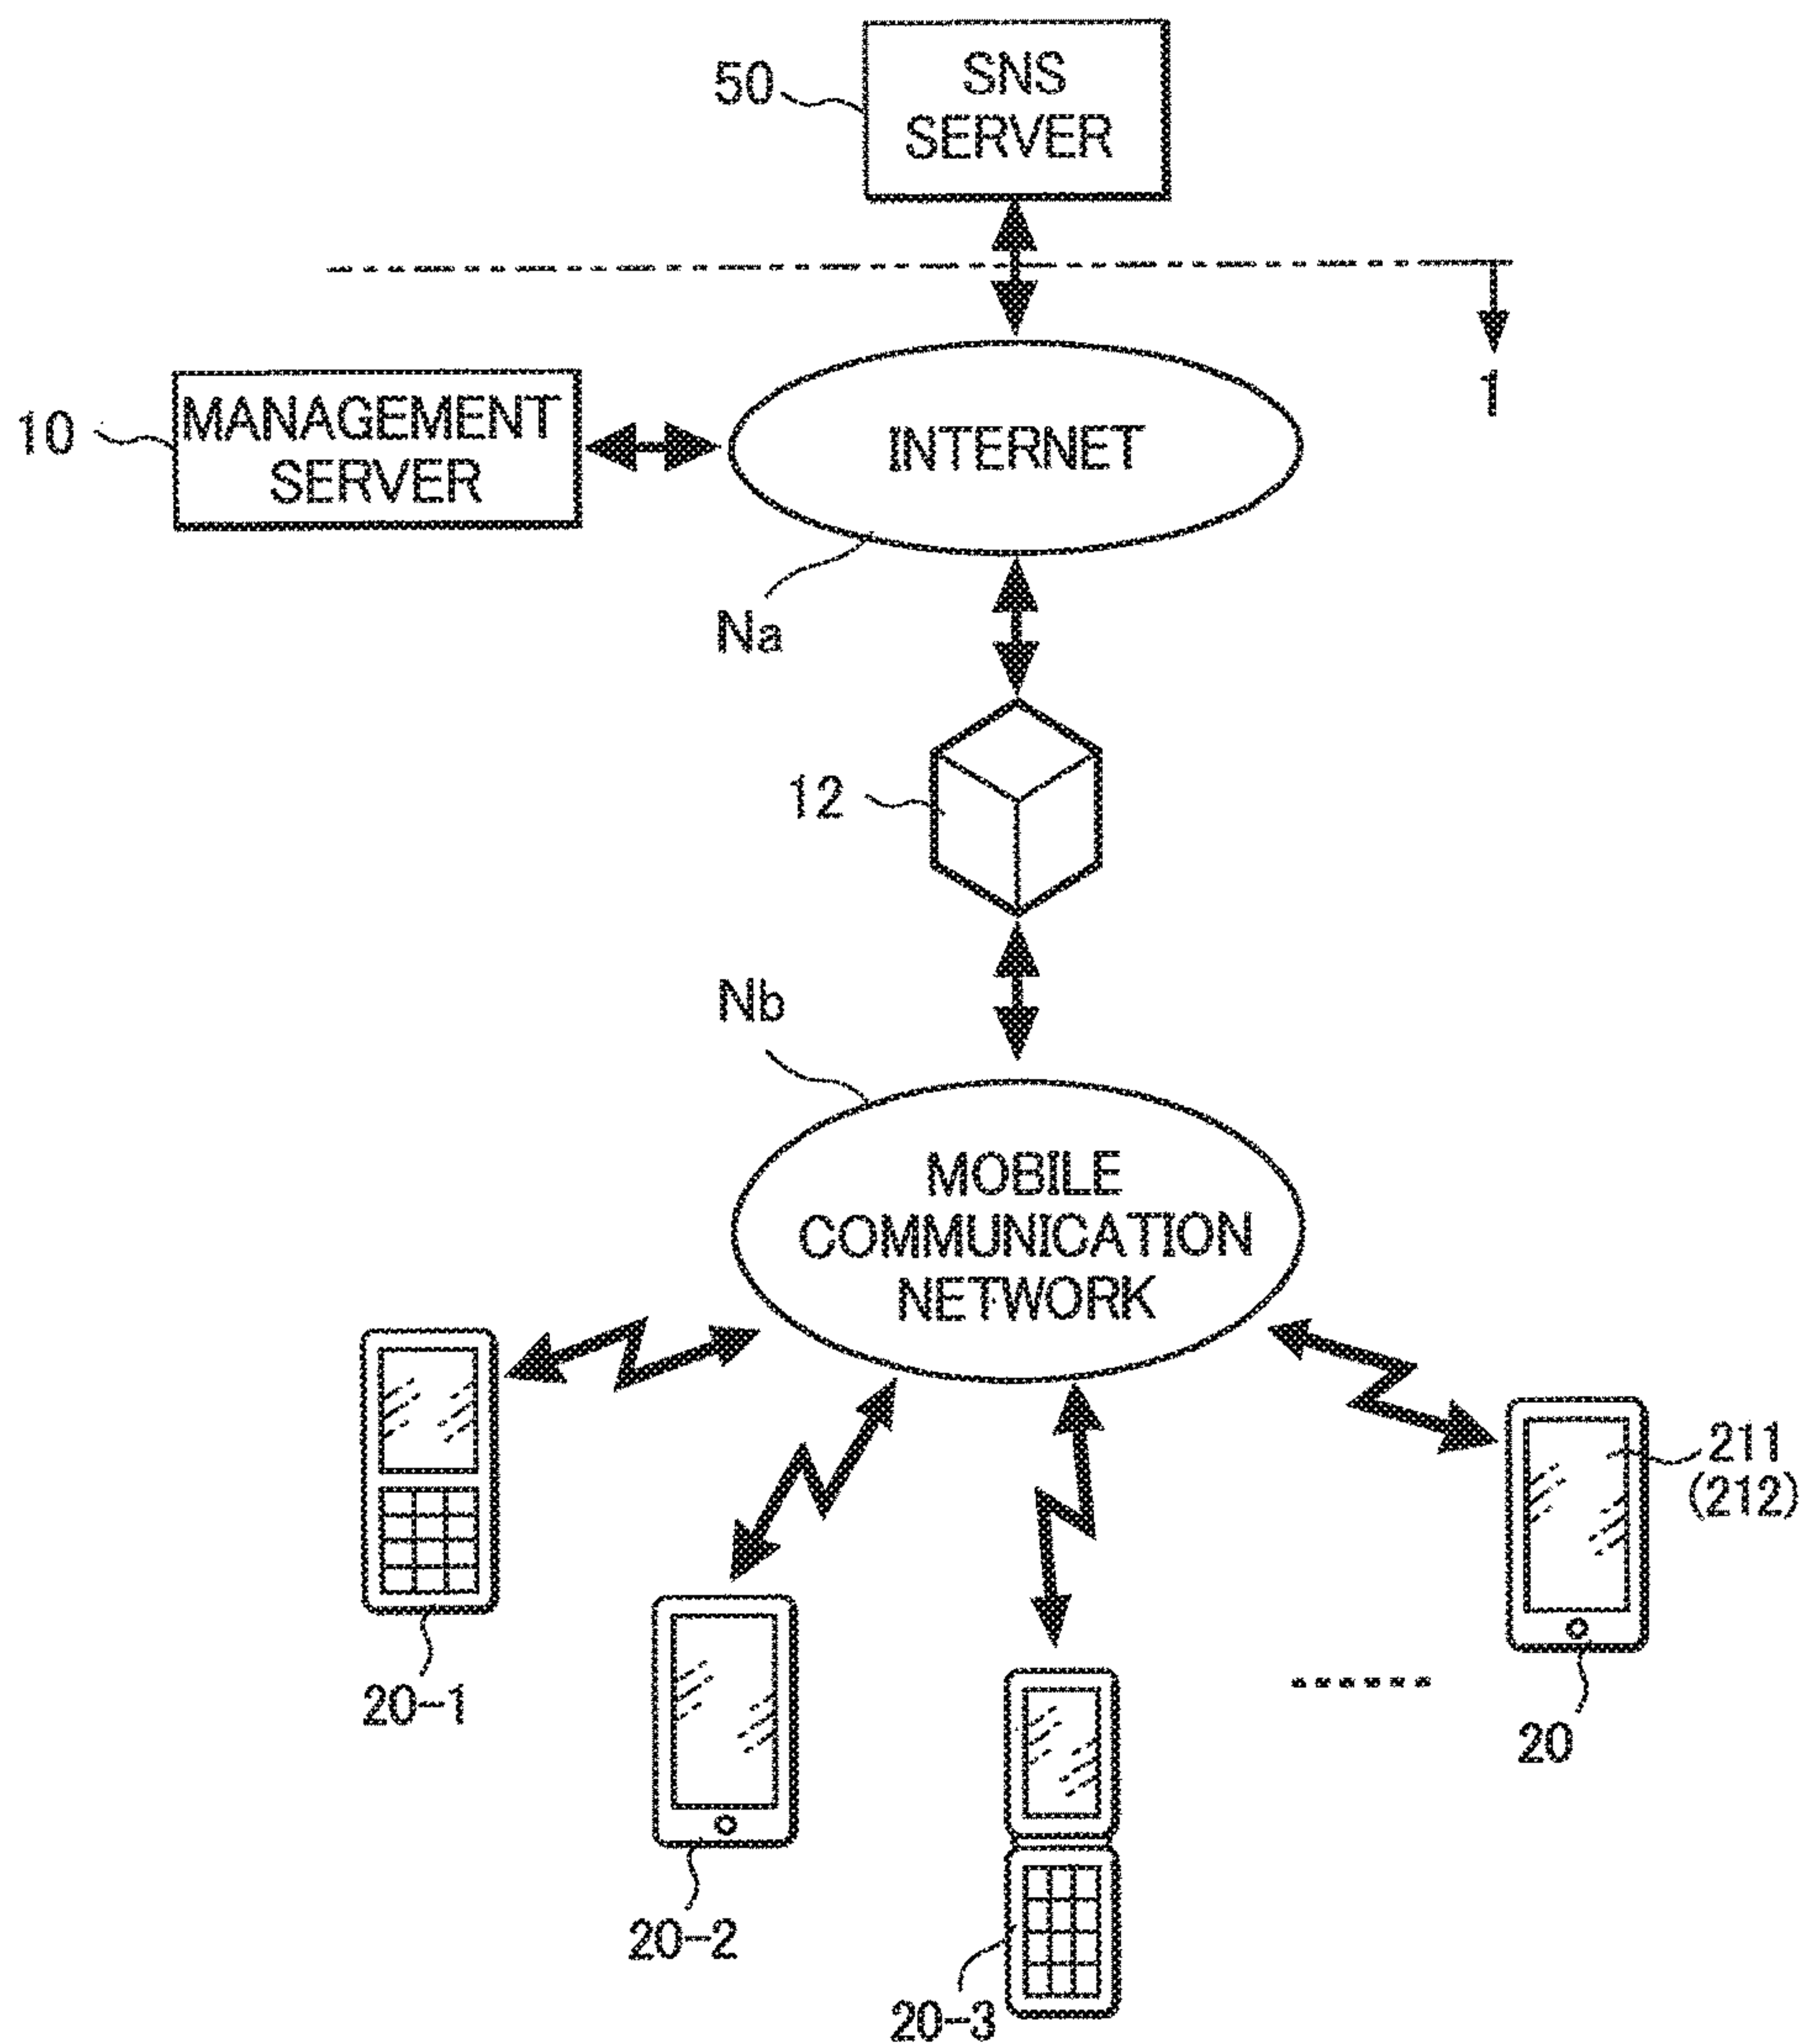 50
SNS
SERVER
1
10
MANAGEMENT
SERVER
INTERNET
Na
12
Nb
MOBILE
COMMUNICATION
NETWORK
211
(212)
20-1
20
20-2
20-3